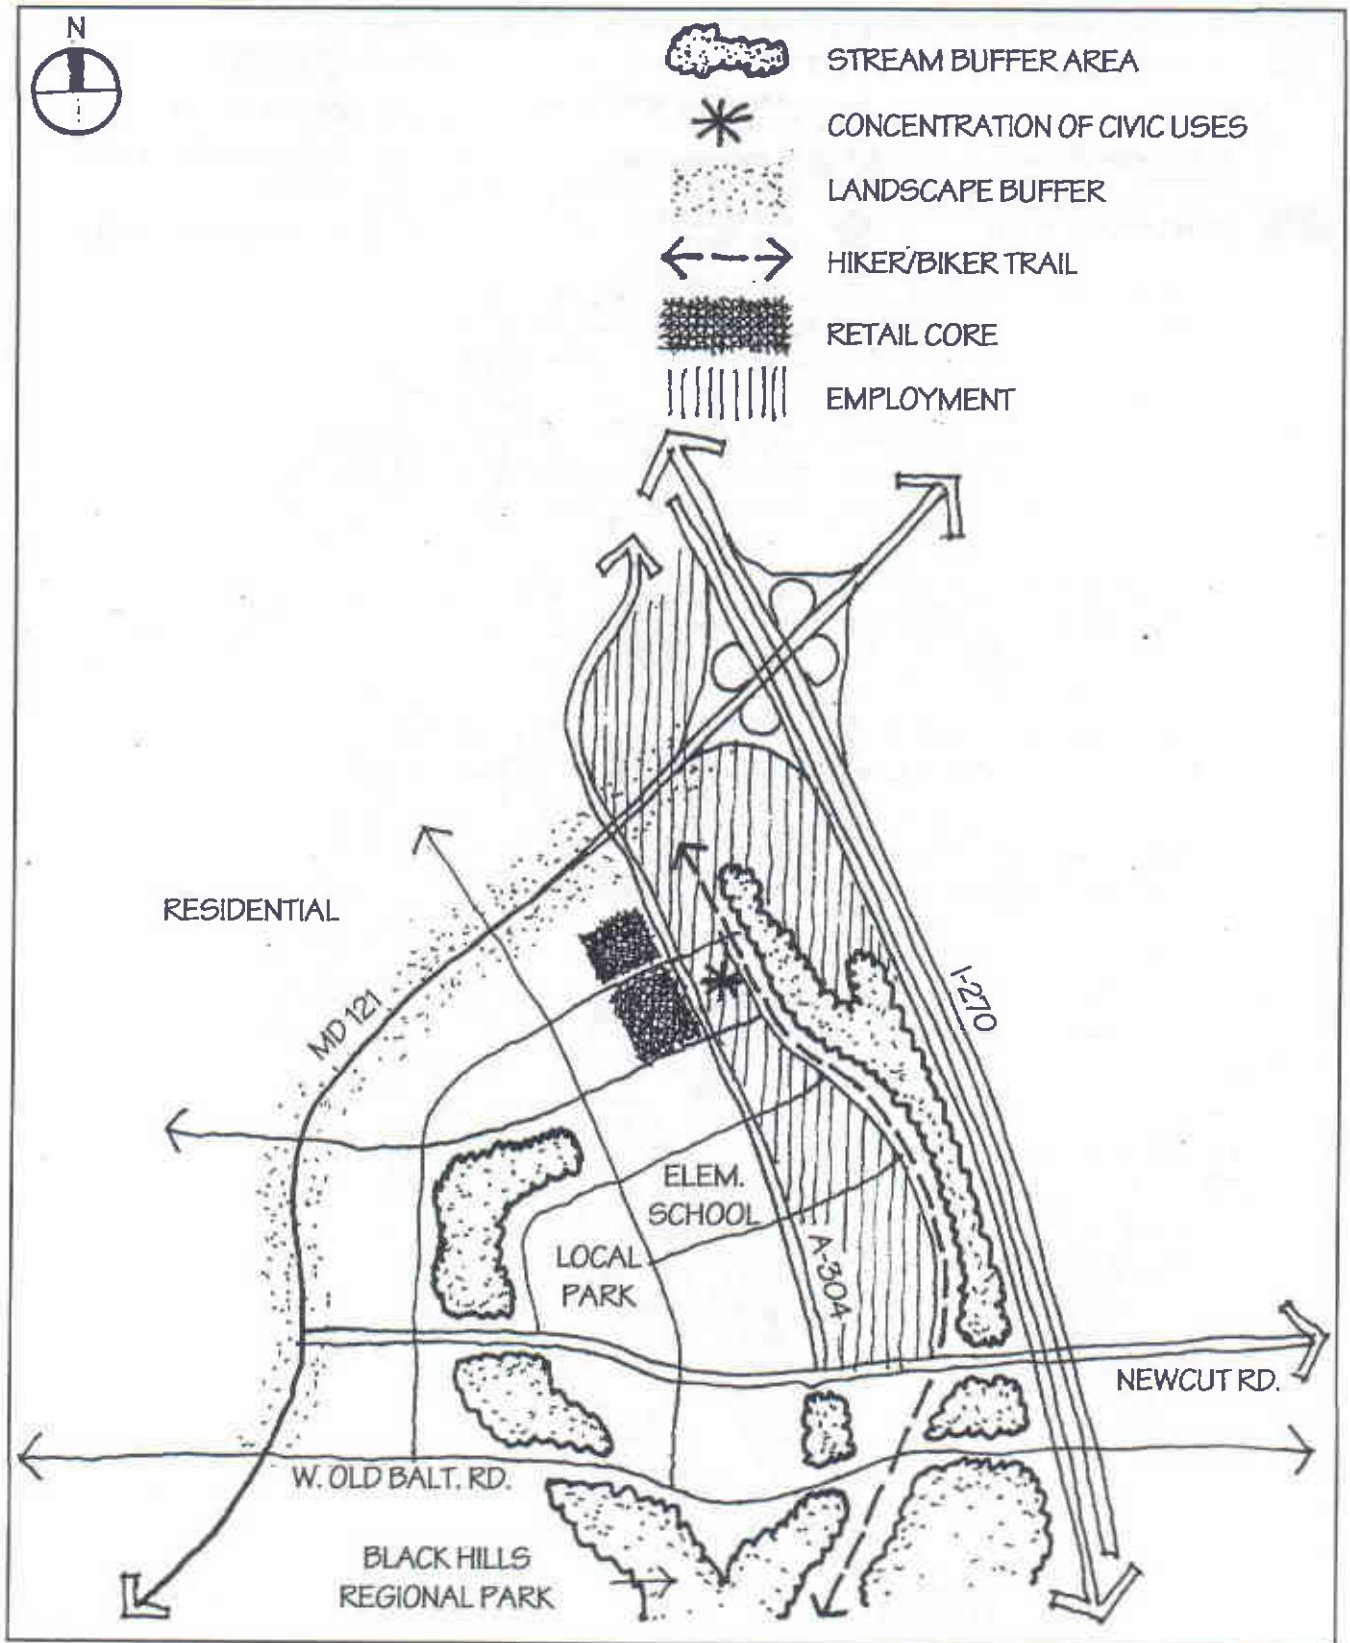 N
STREAM BUFFER AREA
CONCENTRATION OF CIVIC USES
LANDSCAPE BUFFER
HIKER/BIKER TRAIL
RETAIL CORE
EMPLOYMENT
RESIDENTIAL
MD 121
I-270
ELEM.
SCHOOL
LOCAL
PARK
A-304
NEWCUT RD.
W. OLD BALT. RD.
BLACK HILLS
REGIONAL PARK